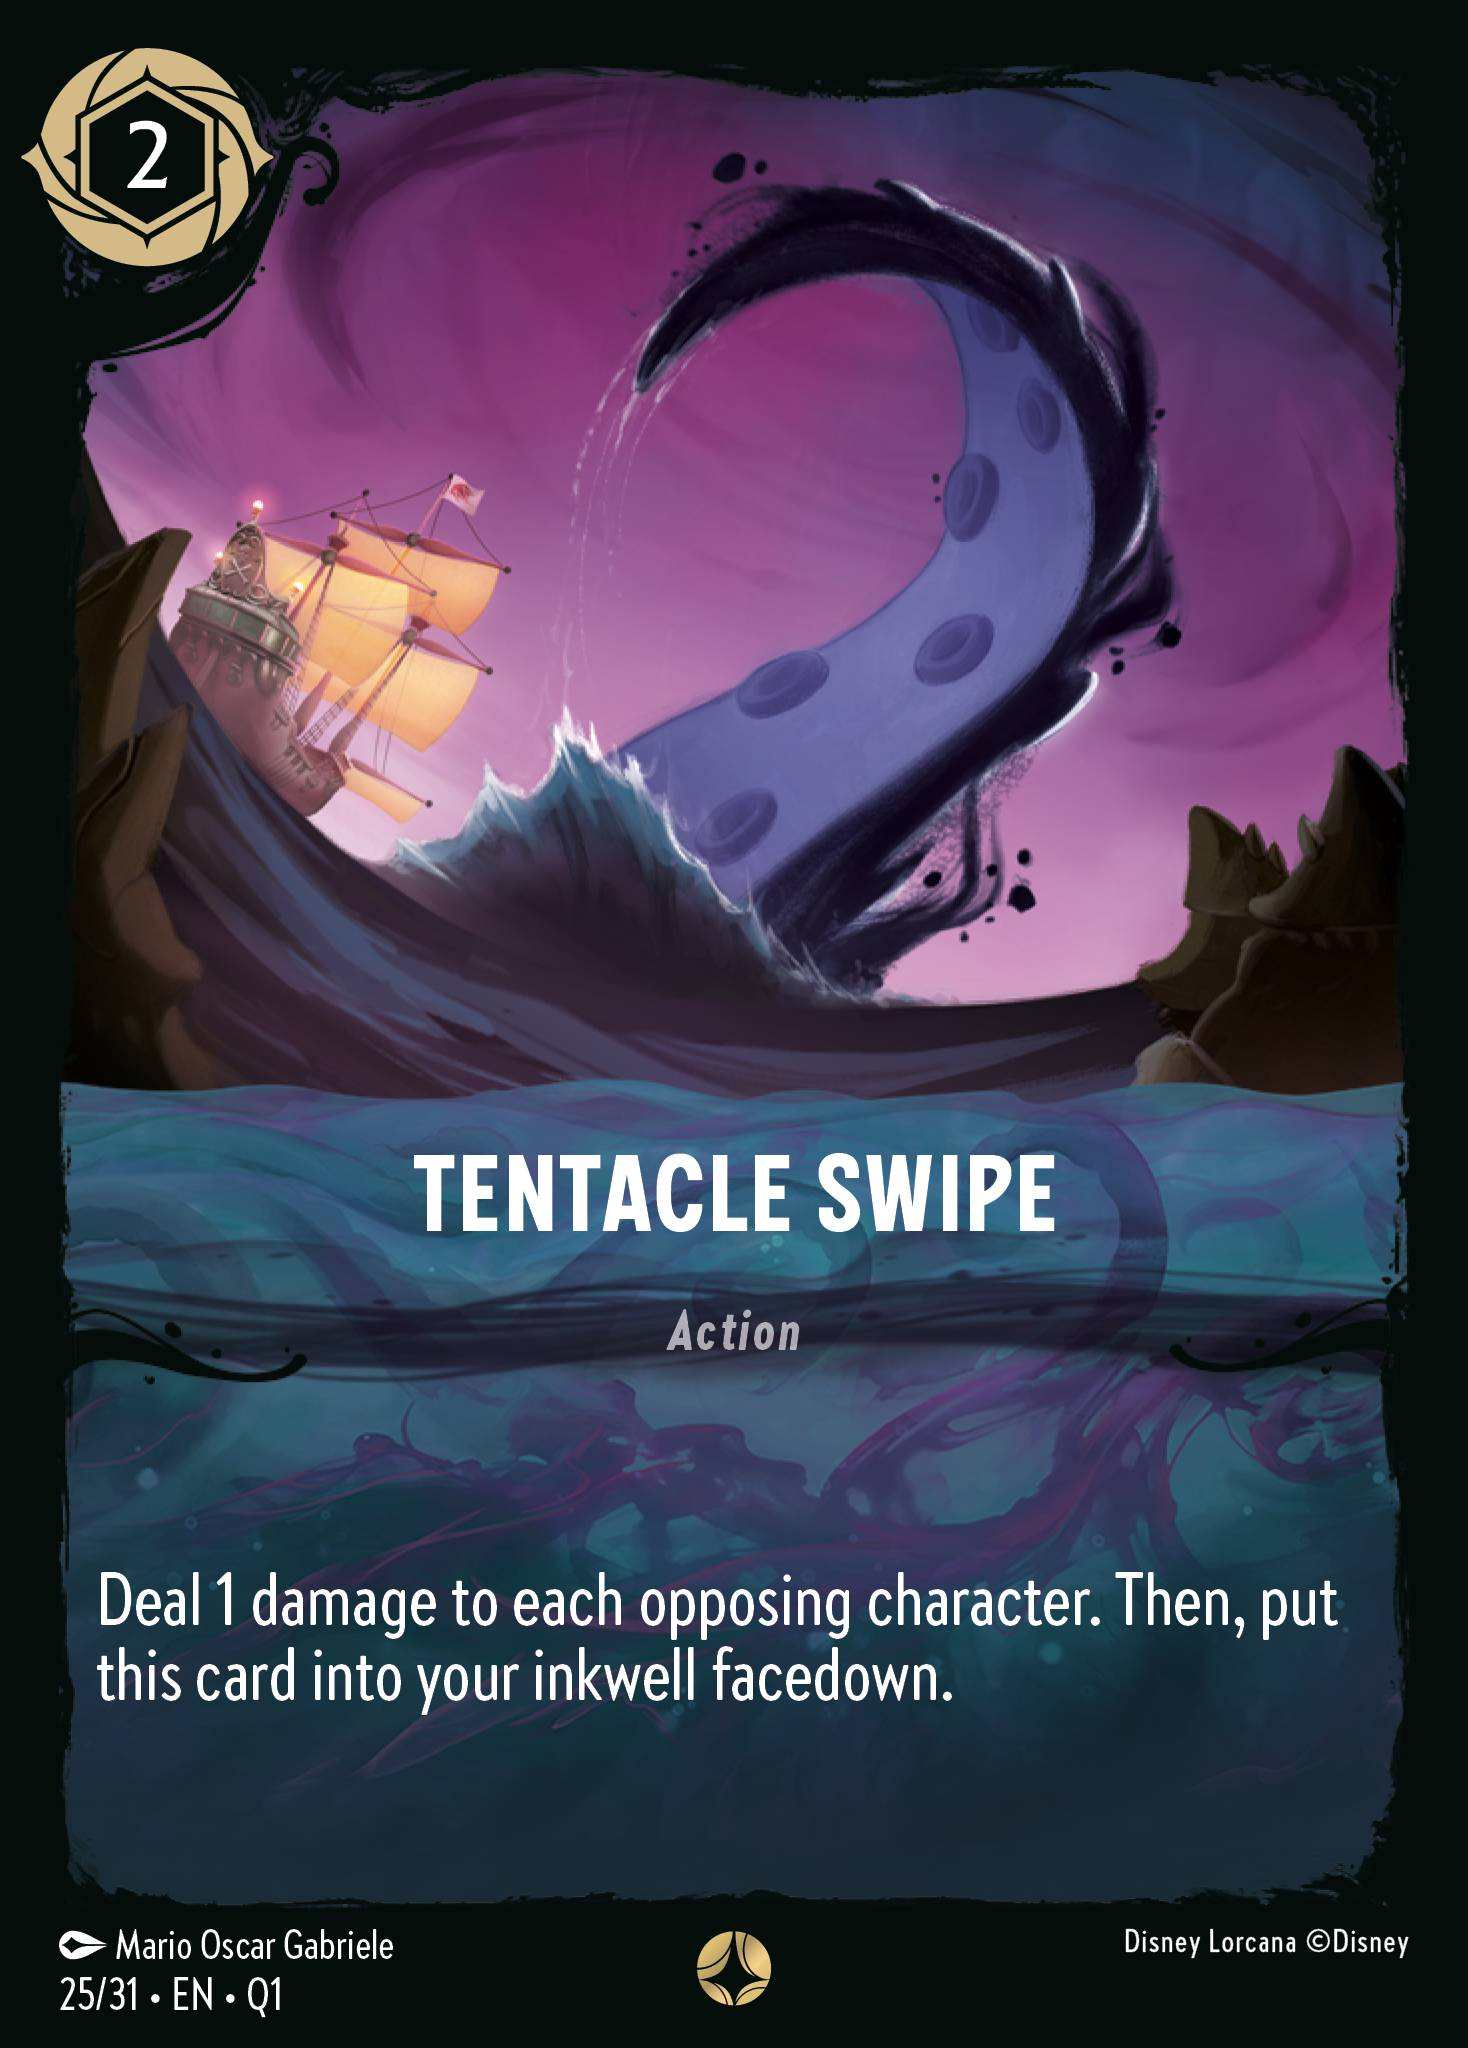 2
TENTACLE SWIPE
Action
Deal 1 damage to each opposing character. Then, put
this card into your inkwell facedown.
Mario Oscar Gabriele
Disney Lorcana ©Disney
25/31 • EN • Q1